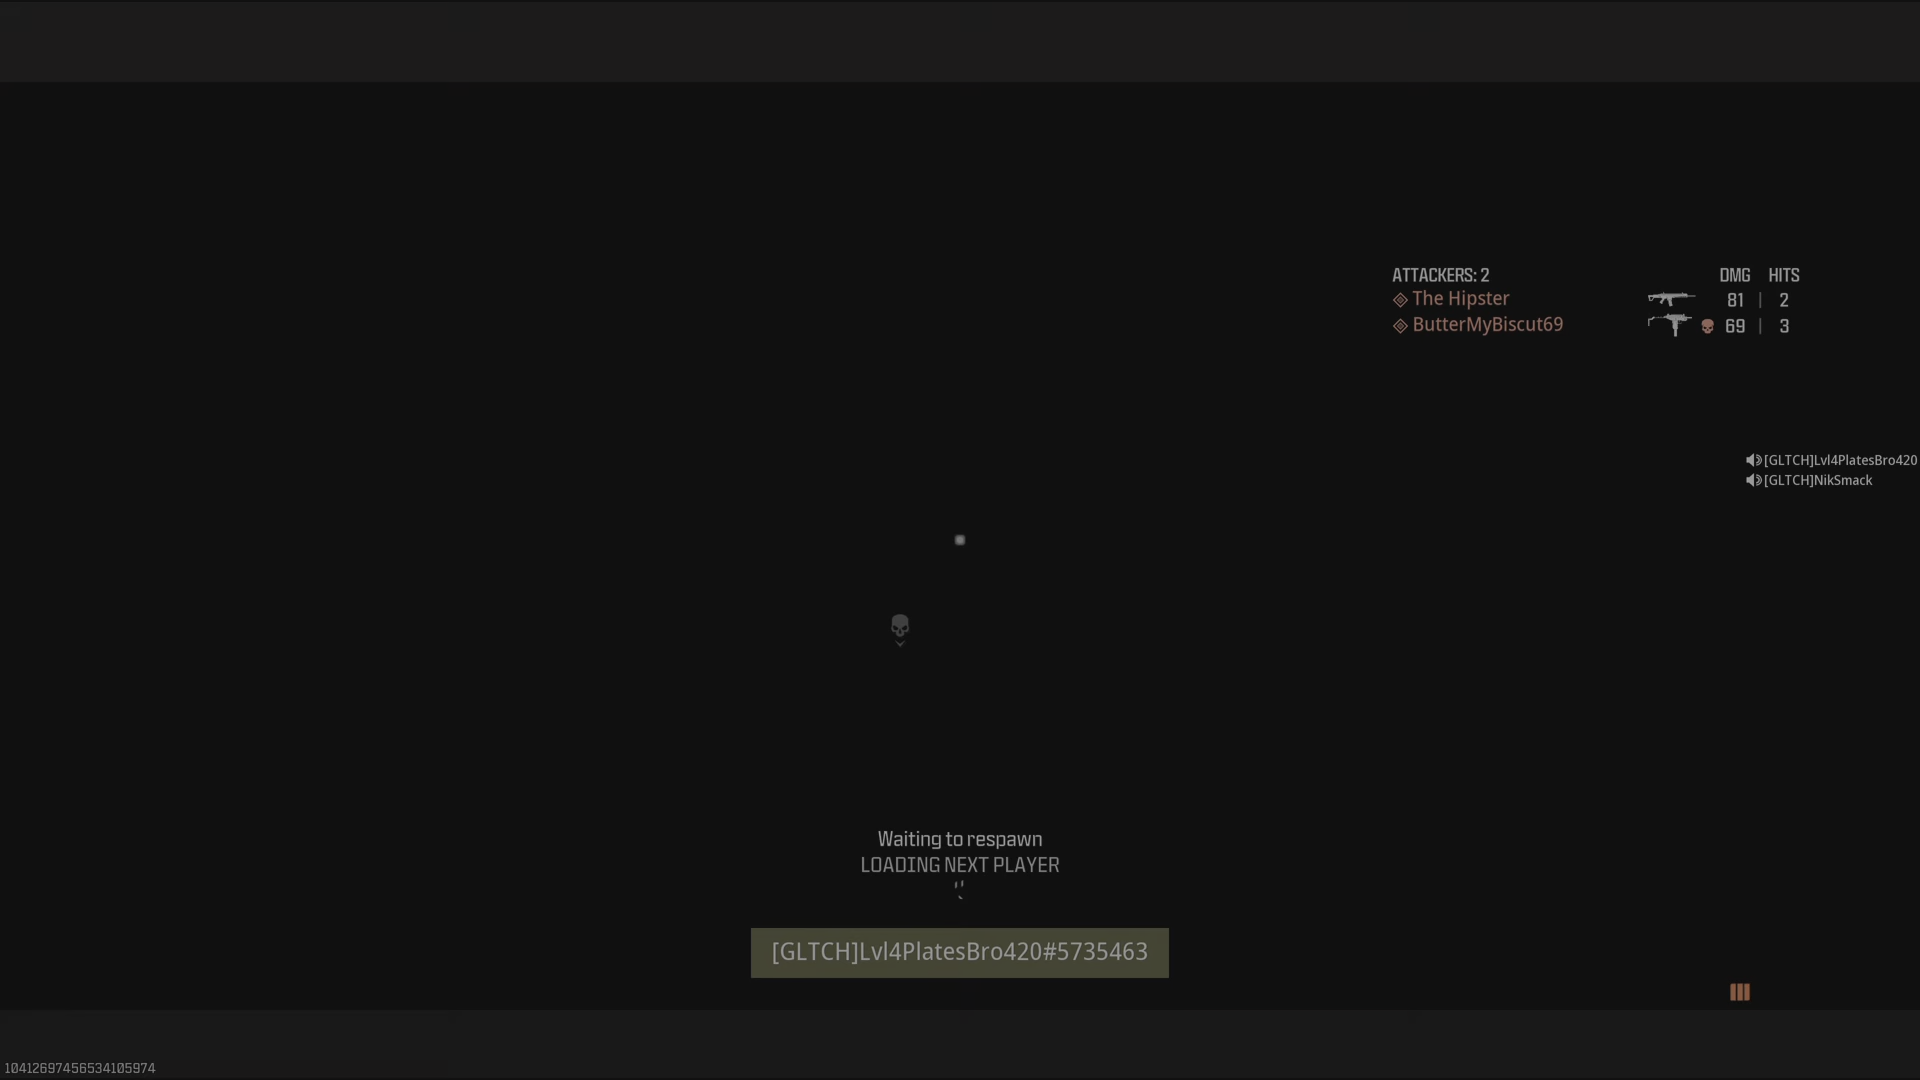 ATTACKERS: 2 DMG HITS
The Hipster 81 | 2
ButterMyBiscut69 69 | 3
[GLTCH]Lvl4PlatesBro420
[GLTCH]NikSmack
Waiting to respawn
LOADING NEXT PLAYER
[GLTCH]Lvl4PlatesBro420#5735463
10412697456534105974